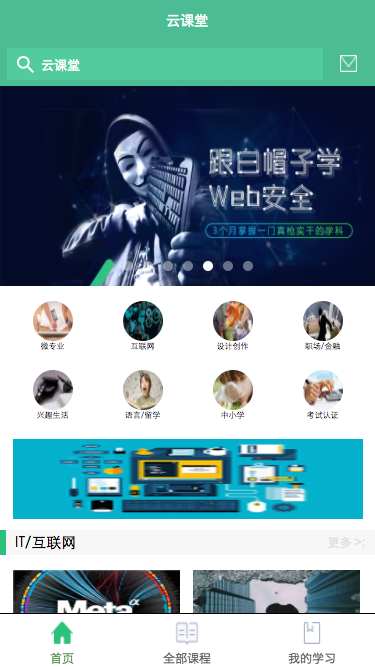 云课堂
云课堂
跟白帽子学
Web安全
3个月掌握一门真枪实干的学科
微专业
互联网
设计创作
职场/金融
兴趣生活
语言/留学
中小学
考试认证
IT/互联网
更多 >;
Meta α
首页
全部课程
我的学习